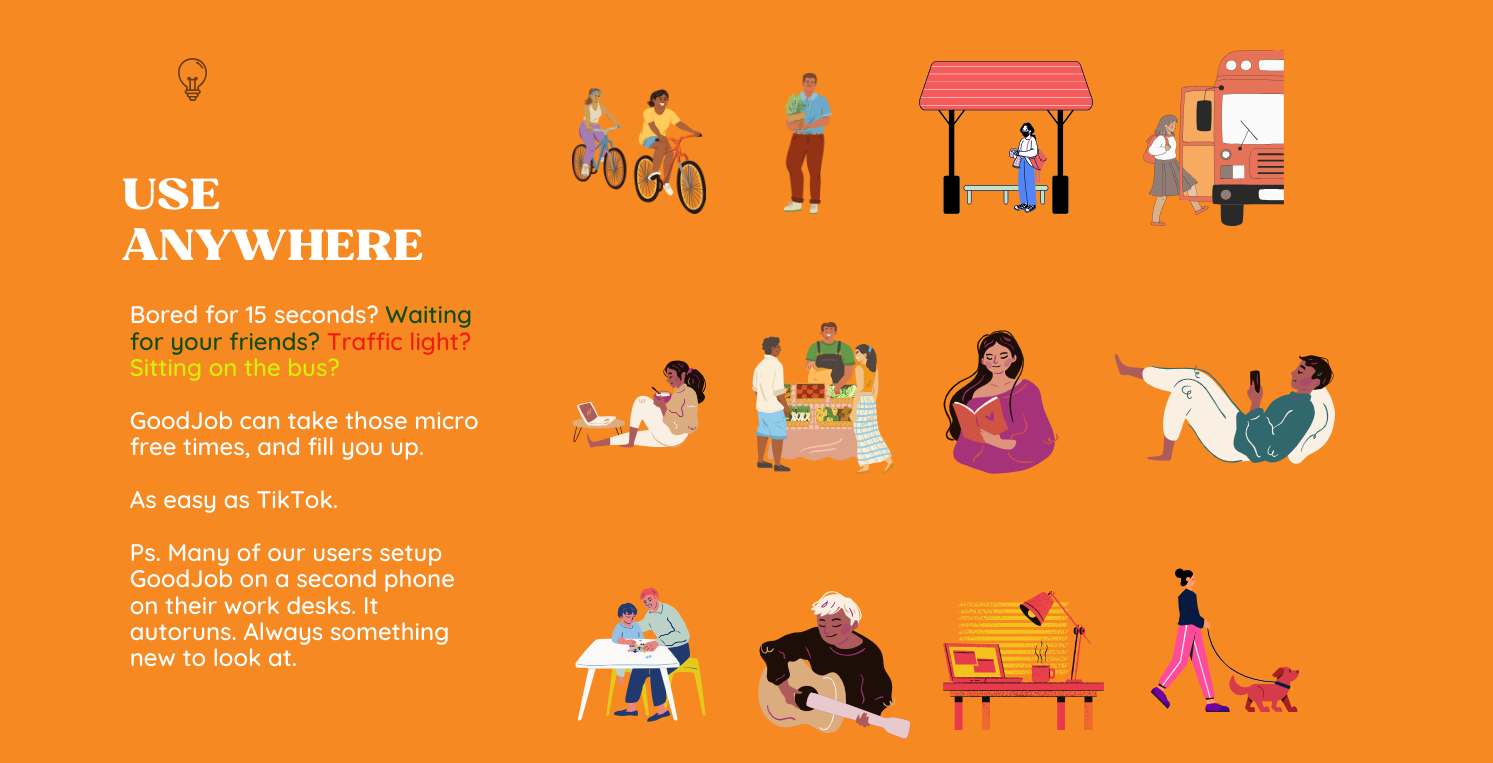 USE
ANYWHERE
Bored for 15 seconds? Waiting
for your friends? Traffic light?
Sitting on the bus?
GoodJob can take those micro
free times, and fill you up.
As easy as TikTok.
Ps. Many of our users setup
GoodJob on a second phone
on their work desks. It
autoruns. Always something
new to look at.